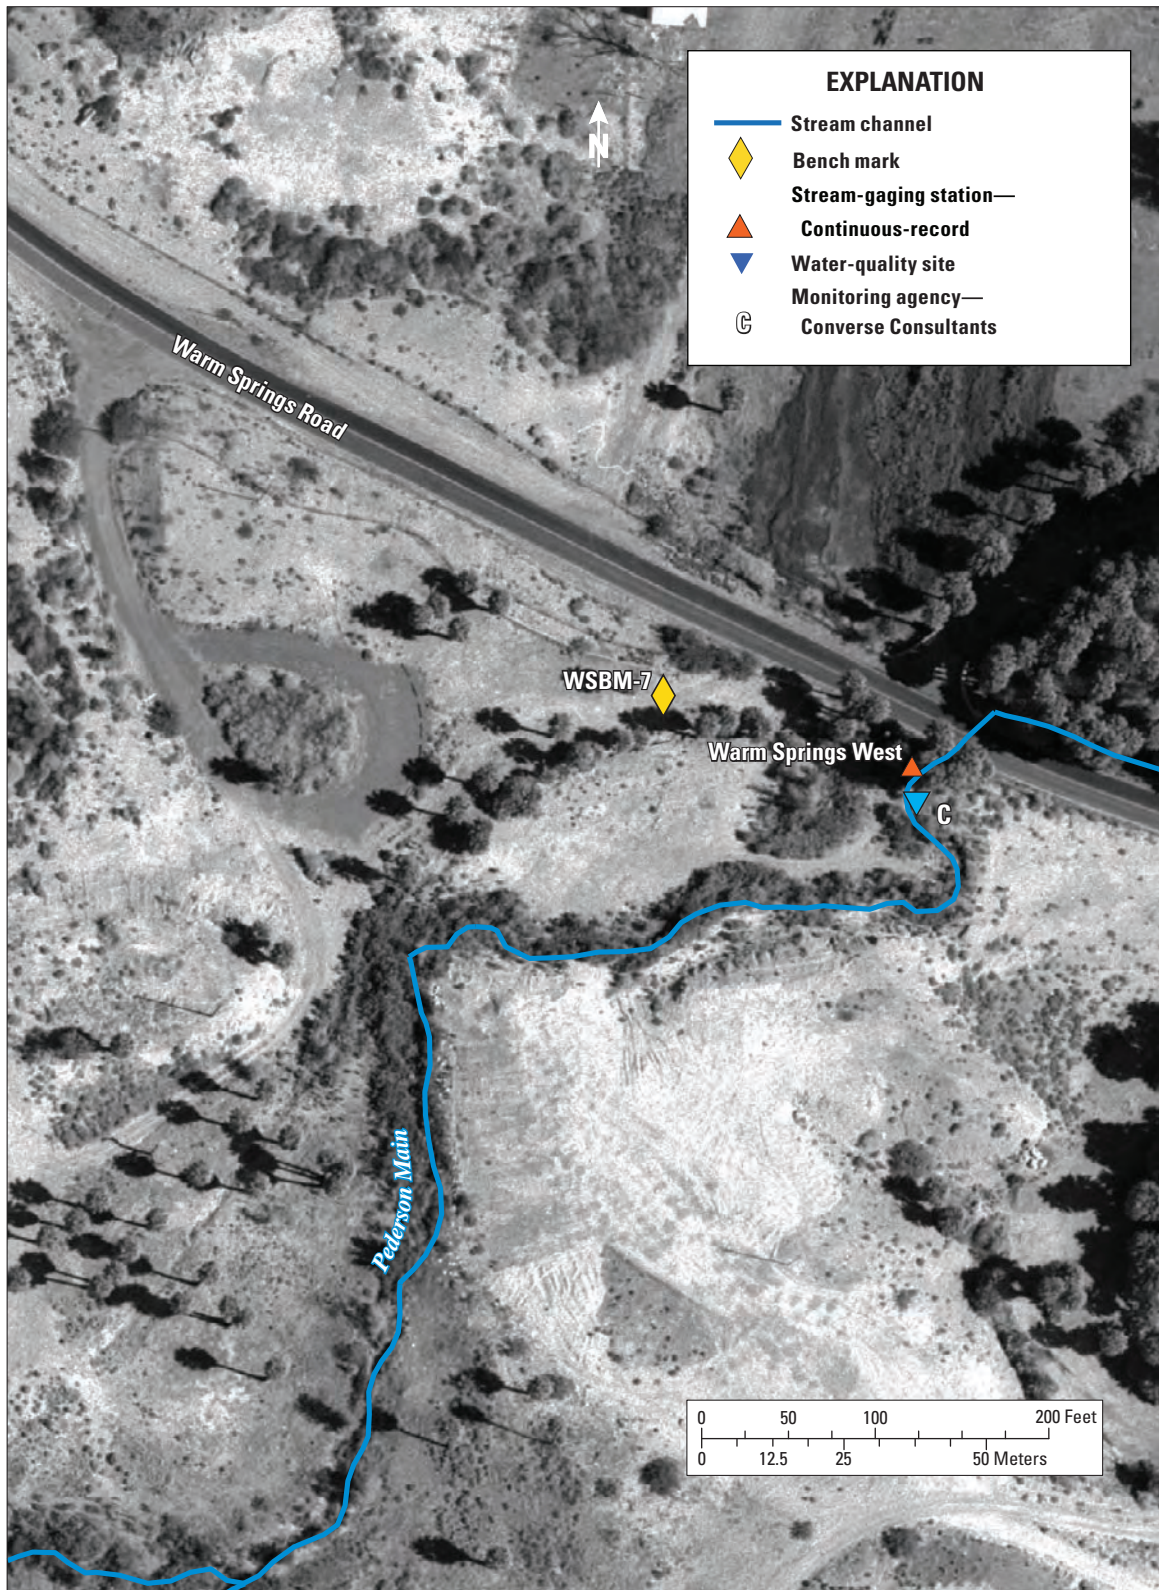 EXPLANATION
Stream channel
Bench mark
Stream-gaging station—
Continuous-record
Water-quality site
Monitoring agency—
C Converse Consultants
N
Warm Springs Road
WSBM-7
Warm Springs West
C
Pederson Main
0 50 100 200 Feet
0 12.5 25 50 Meters